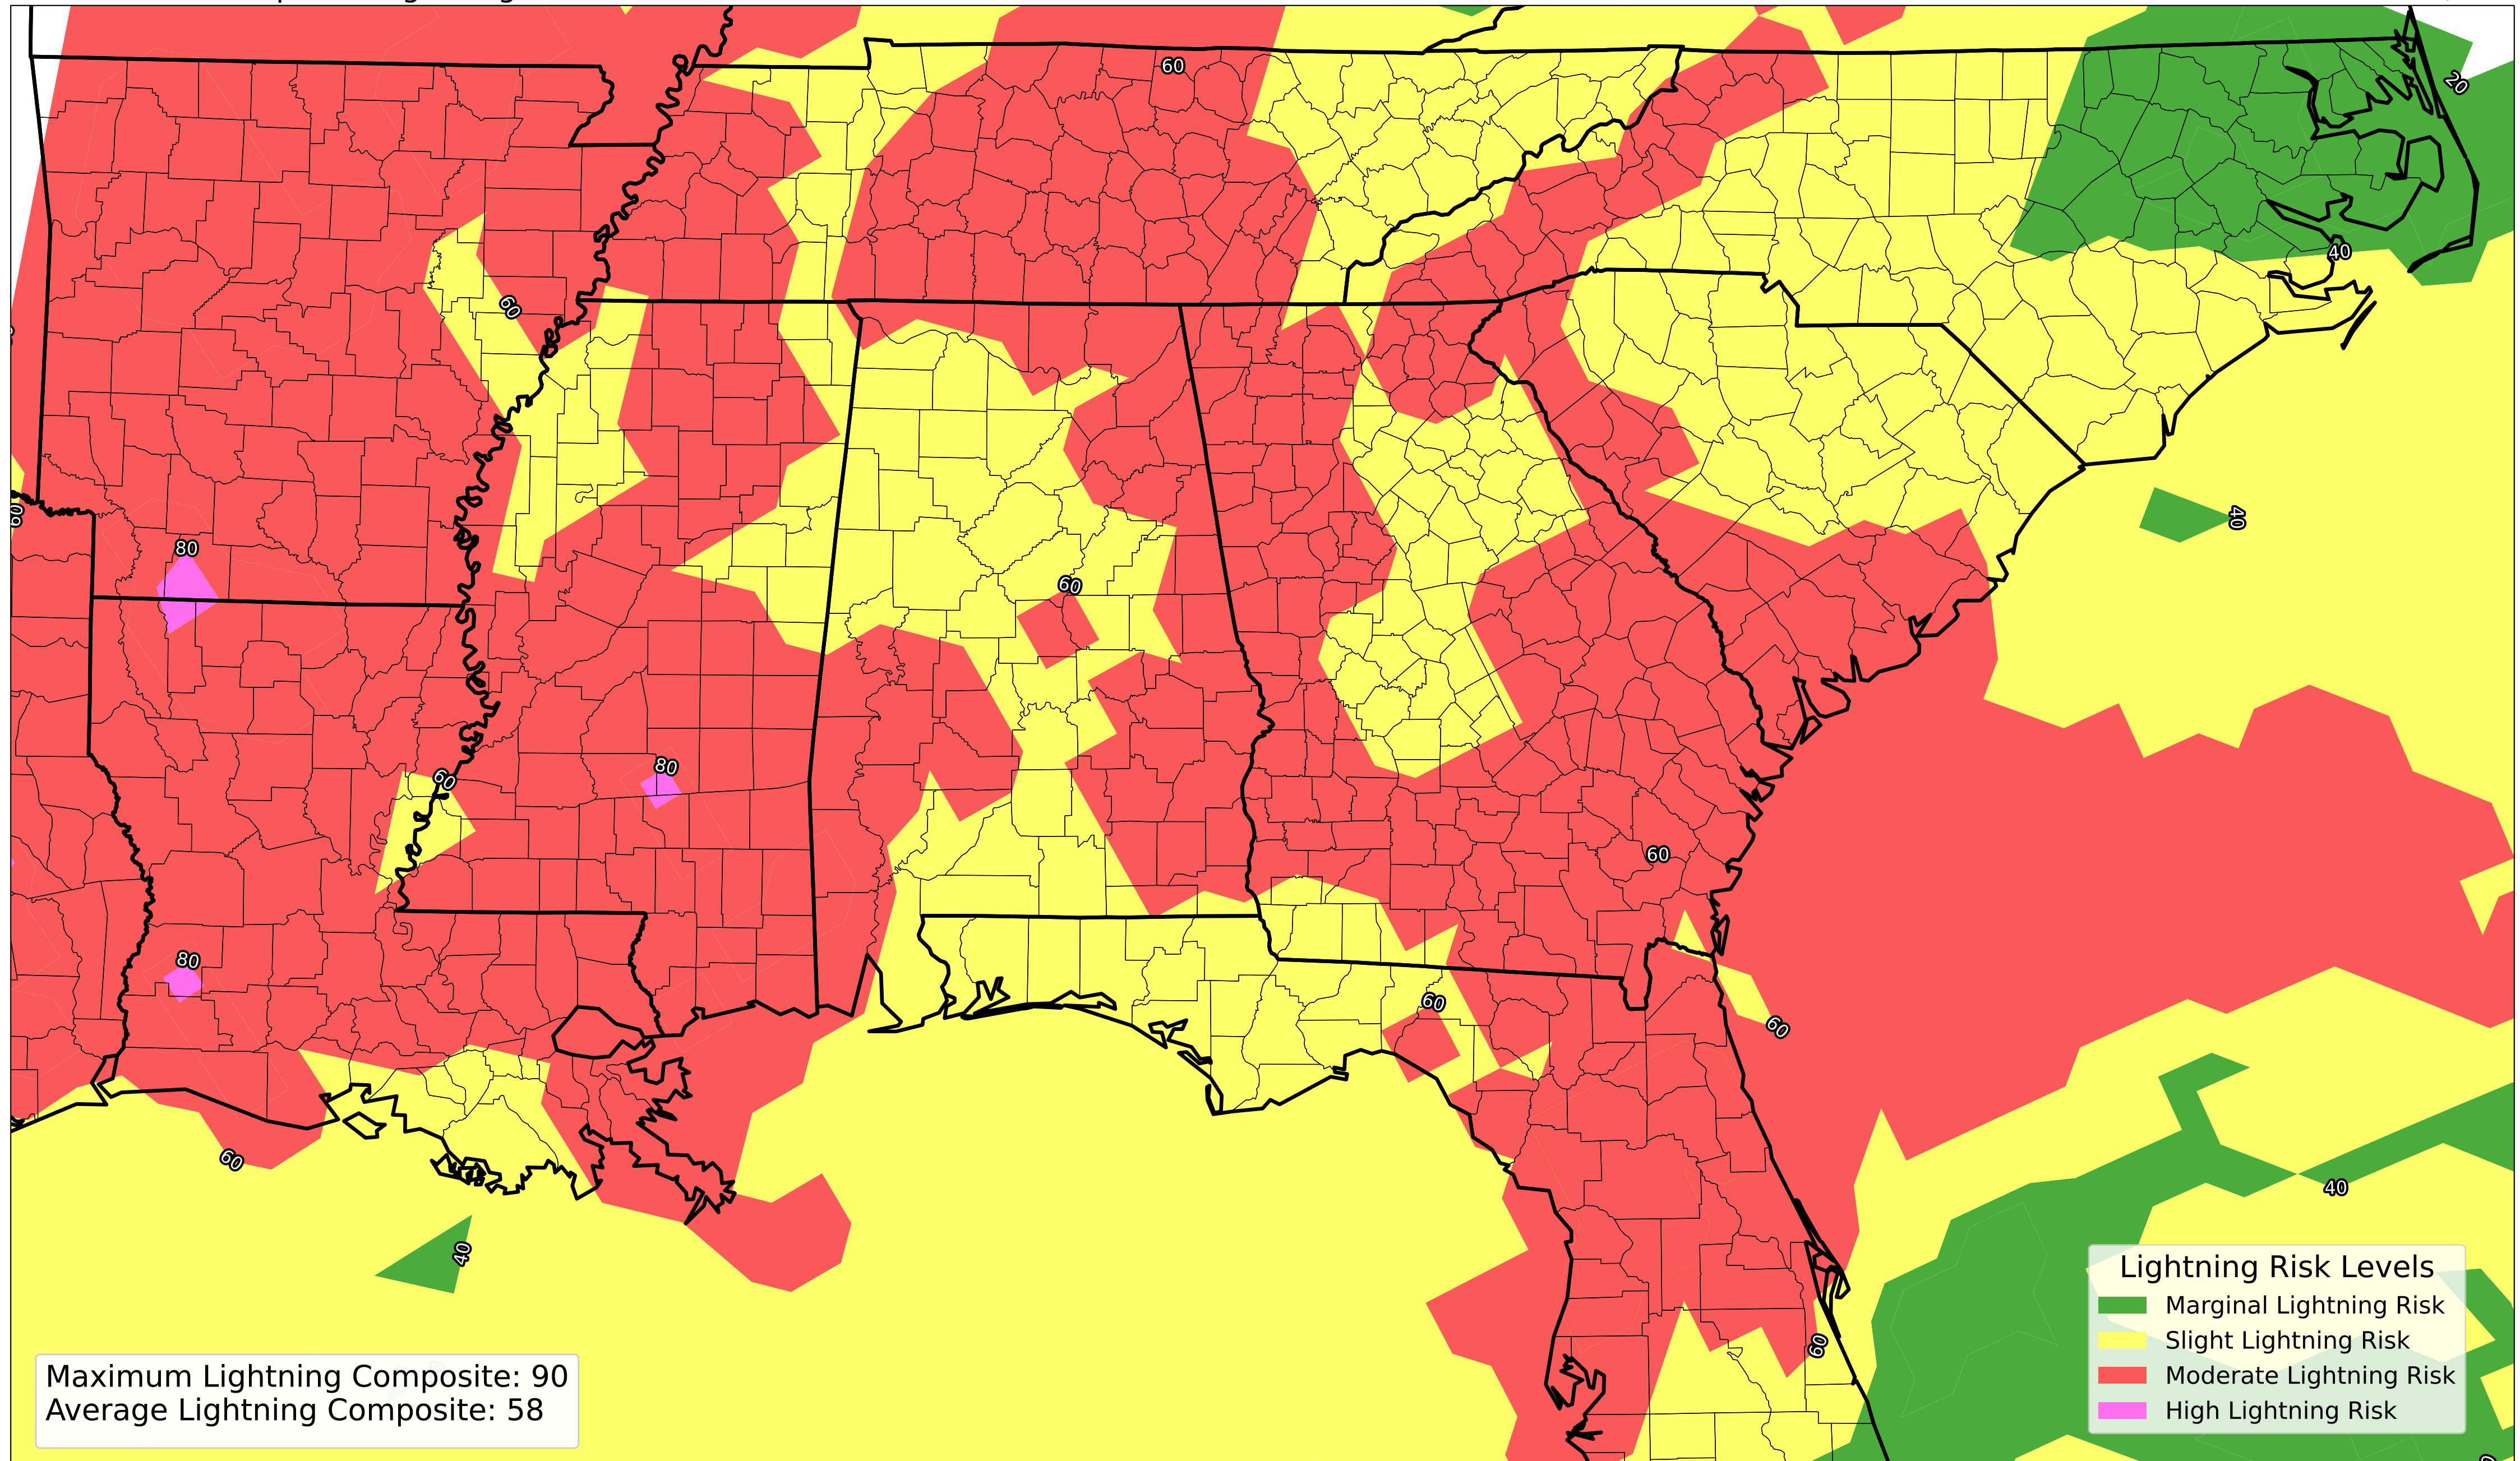 60
20
40
60
60
40
80
60
80
60
60
80
60
60
60
40
40
Lightning Risk Levels
Marginal Lightning Risk
Slight Lightning Risk
Moderate Lightning Risk
High Lightning Risk
60
Maximum Lightning Composite: 90
Average Lightning Composite: 58